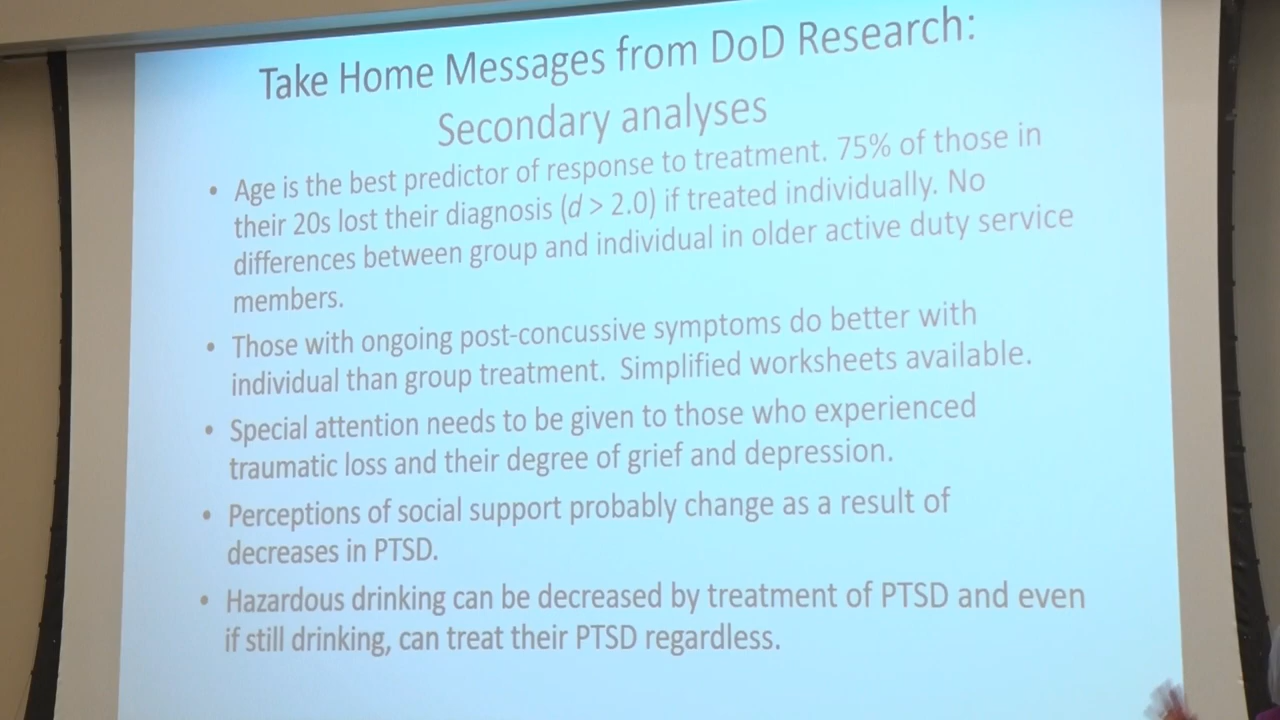 Take Home Messages from DoD Research:
Secondary analyses
• Age is the best predictor of response to treatment. 75% of those in
their 20s lost their diagnosis (d > 2.0) if treated individually. No
differences between group and individual in older active duty service
members.
• Those with ongoing post-concussive symptoms do better with
individual than group treatment.  Simplified worksheets available.
• Special attention needs to be given to those who experienced
traumatic loss and their degree of grief and depression.
• Perceptions of social support probably change as a result of
decreases in PTSD.
• Hazardous drinking can be decreased by treatment of PTSD and even
if still drinking, can treat their PTSD regardless.